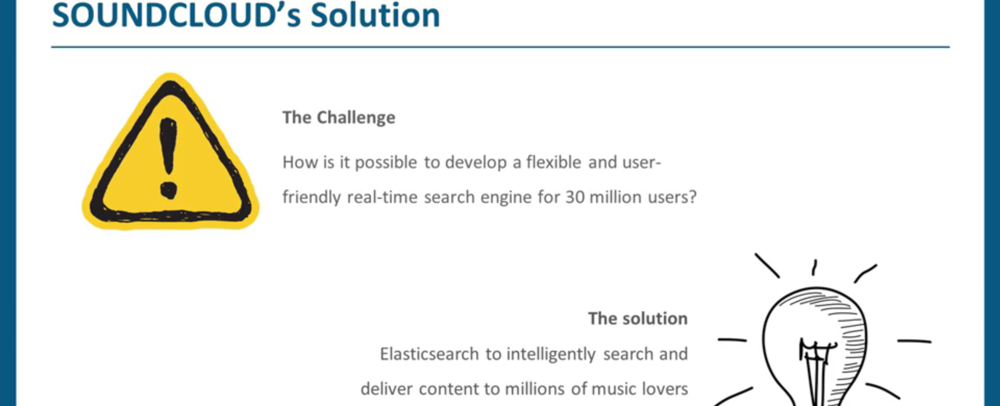 SOUNDCLOUD’s Solution
The Challenge
How is it possible to develop a flexible and user-
friendly real-time search engine for 30 million users?
The solution
Elasticsearch to intelligently search and
deliver content to millions of music lovers